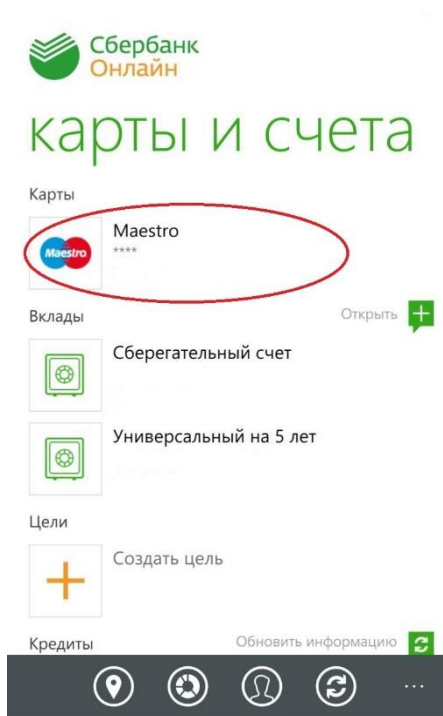 Сбербанк
Онлайн
карты и счета
Карты
Maestro
Maestro
****
Вклады
Открыть
Сберегательный счет
Универсальный на 5 лет
Цели
Создать цель
Кредиты
Обновить информацию
...